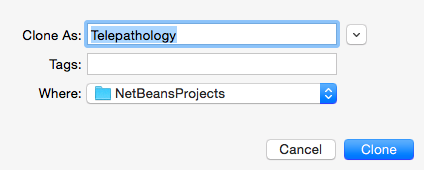 Clone As: Telepathology
Tags:
Where: NetBeansProjects
Cancel Clone